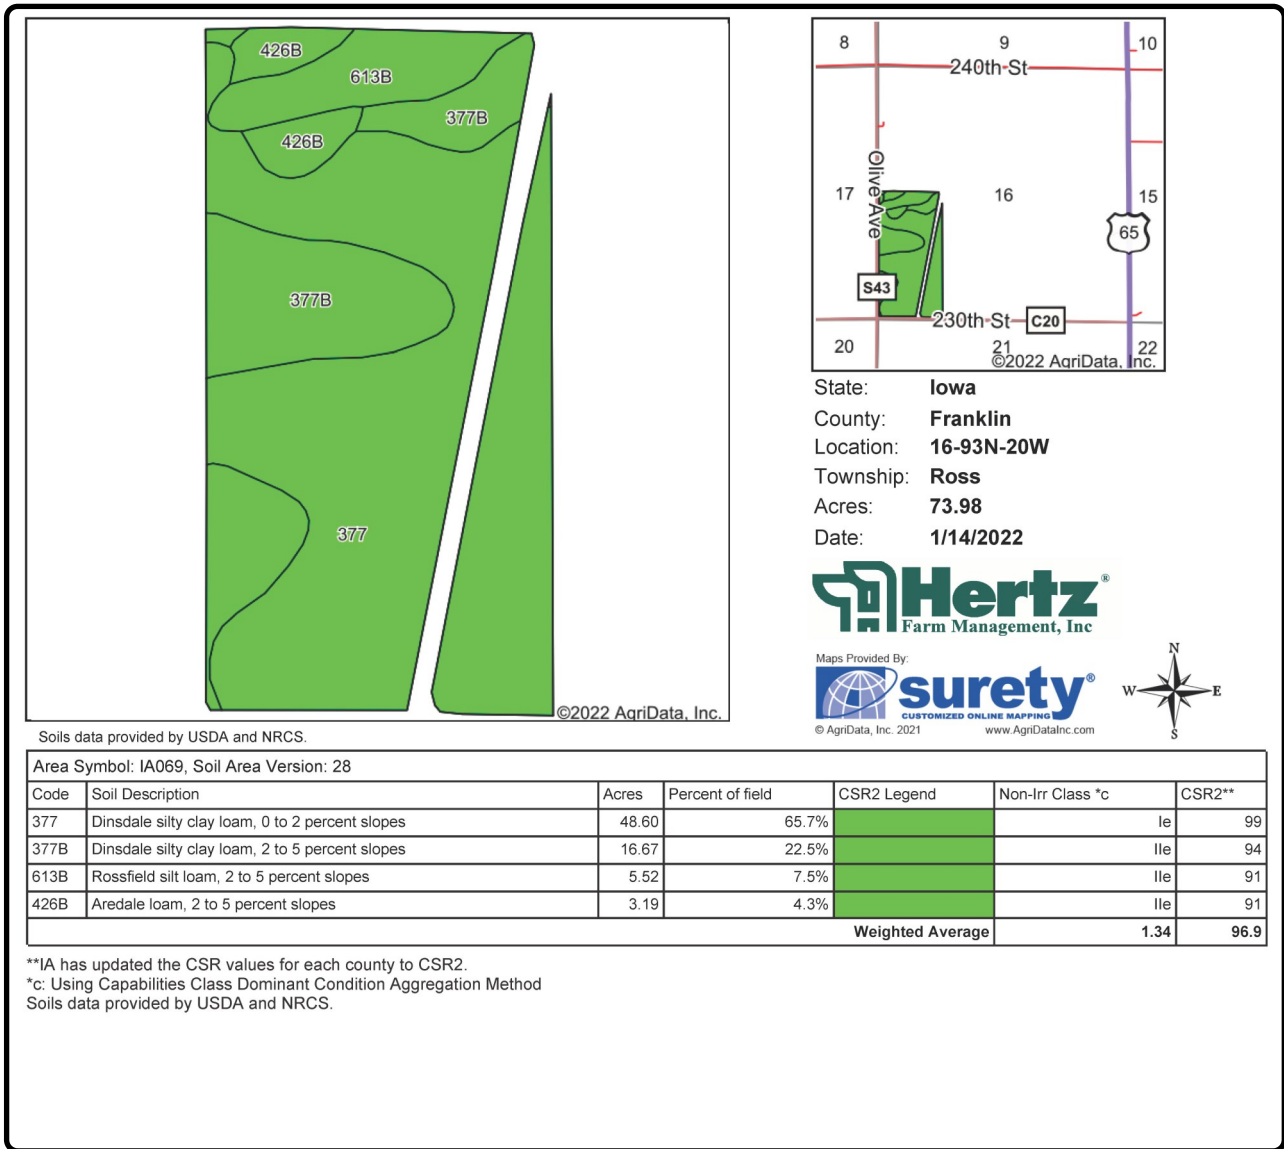 426B
613B
377B
426B
377B
377
©2022 AgriData, Inc.
8
9
10
240th St
Olive Ave
17
16
15
65
S43
230th St
C20
20
21
22
©2022 AgriData, Inc.
State: Iowa
County: Franklin
Location: 16-93N-20W
Township: Ross
Acres: 73.98
Date: 1/14/2022
Hertz®
Farm Management, Inc
Maps Provided By:
surety®
CUSTOMIZED ONLINE MAPPING
© AgriData, Inc. 2021 www.AgriDataInc.com
N
W E
S
Soils data provided by USDA and NRCS.
Area Symbol: IA069, Soil Area Version: 28
Code Soil Description Acres Percent of field CSR2 Legend Non-Irr Class *c CSR2**
377 Dinsdale silty clay loam, 0 to 2 percent slopes 48.60 65.7% Ie 99
377B Dinsdale silty clay loam, 2 to 5 percent slopes 16.67 22.5% IIe 94
613B Rossfield silt loam, 2 to 5 percent slopes 5.52 7.5% IIe 91
426B Aredale loam, 2 to 5 percent slopes 3.19 4.3% IIe 91
Weighted Average 1.34 96.9
**IA has updated the CSR values for each county to CSR2.
*c: Using Capabilities Class Dominant Condition Aggregation Method
Soils data provided by USDA and NRCS.